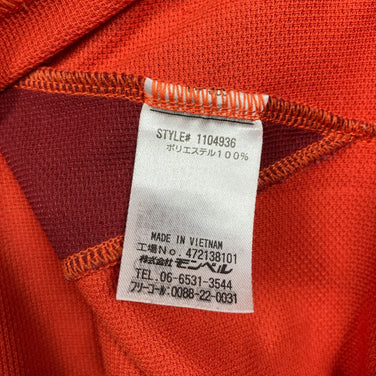 STYLE# 1104936
ポリエステル100%
MADE IN VIETNAM
工場No. 472138101
株式会社 モンベル
TEL. 06-6531-3544
フリーコール: 0088-22-0031